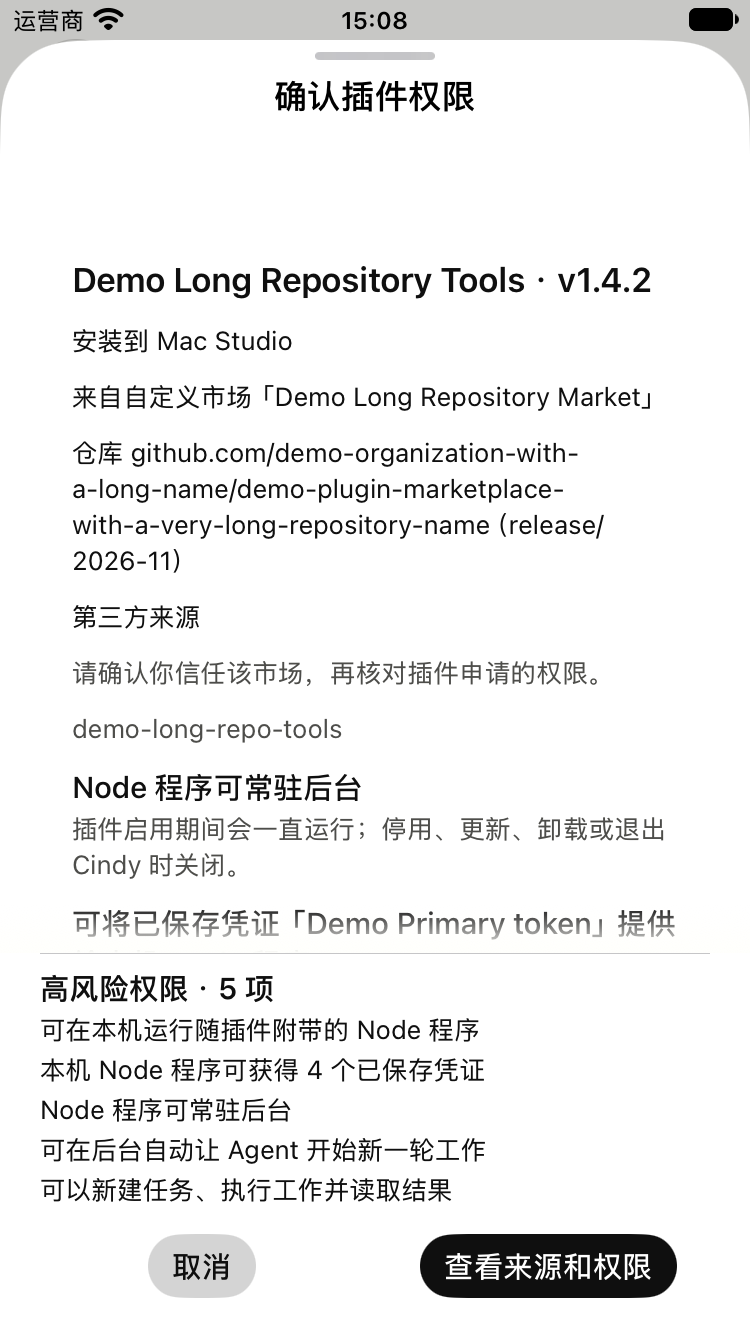 运营商
15:08
确认插件权限
Demo Long Repository Tools · v1.4.2
安装到 Mac Studio
来自自定义市场「Demo Long Repository Market」
仓库 github.com/demo-organization-with-
a-long-name/demo-plugin-marketplace-
with-a-very-long-repository-name (release/
2026-11)
第三方来源
请确认你信任该市场，再核对插件申请的权限。
demo-long-repo-tools
Node 程序可常驻后台
插件启用期间会一直运行；停用、更新、卸载或退出
Cindy 时关闭。
可将已保存凭证「Demo Primary token」提供
高风险权限 · 5 项
可在本机运行随插件附带的 Node 程序
本机 Node 程序可获得 4 个已保存凭证
Node 程序可常驻后台
可在后台自动让 Agent 开始新一轮工作
可以新建任务、执行工作并读取结果
取消
查看来源和权限